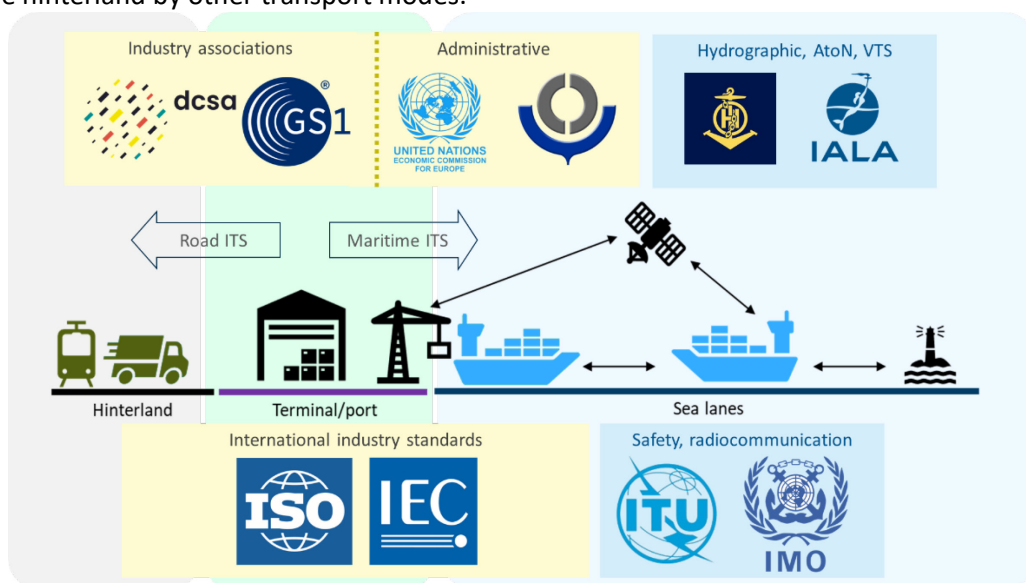 e hinterland by other transport modes.
Industry associations
Administrative
Hydrographic, AtoN, VTS
dcsa
GS1
®
UNITED NATIONS
ECONOMIC COMMISSION
FOR EUROPE
H
IALA
Road ITS
Maritime ITS
Hinterland
Terminal/port
Sea lanes
International industry standards
Safety, radiocommunication
ISO
IEC
ITU
IMO